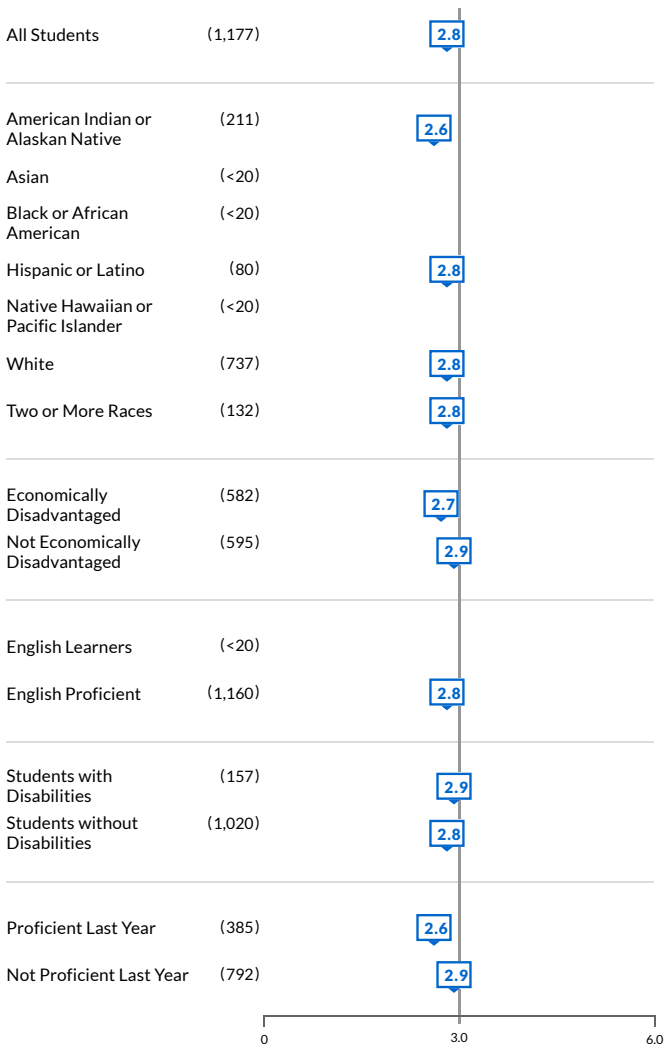 All Students (1,177) 2.8
American Indian or (211)
Alaskan Native 2.6
Asian (<20)
Black or African (<20)
American
Hispanic or Latino (80) 2.8
Native Hawaiian or (<20)
Pacific Islander
White (737) 2.8
Two or More Races (132) 2.8
Economically (582)
Disadvantaged 2.7
Not Economically (595)
Disadvantaged 2.9
English Learners (<20)
English Proficient (1,160) 2.8
Students with (157)
Disabilities 2.9
Students without (1,020)
Disabilities 2.8
Proficient Last Year (385) 2.6
Not Proficient Last Year (792) 2.9
0 3.0 6.0